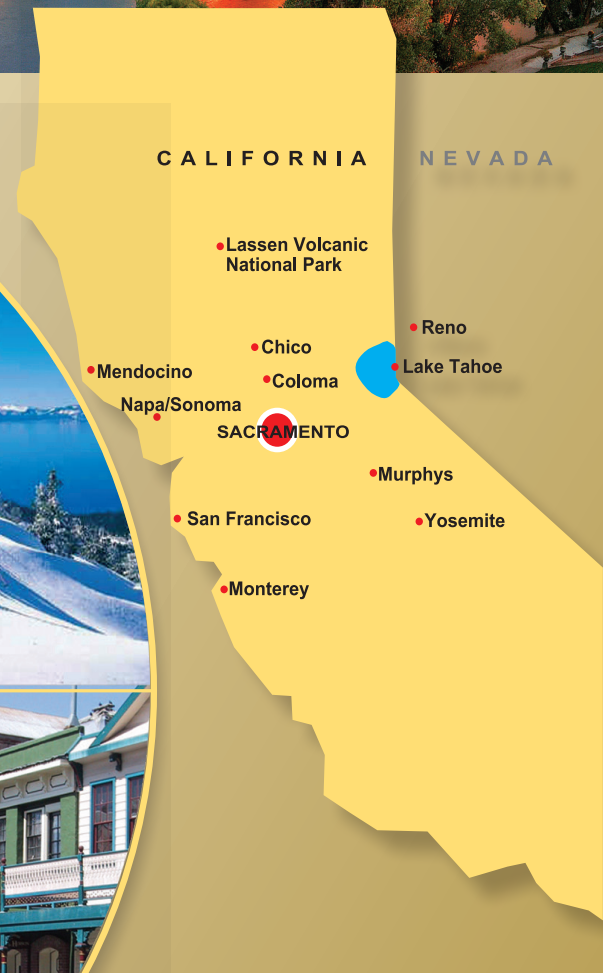 CALIFORNIA
NEVADA
Lassen Volcanic
National Park
Reno
Chico
Lake Tahoe
Mendocino
Coloma
Napa/Sonoma
SACRAMENTO
Murphys
San Francisco
Yosemite
Monterey